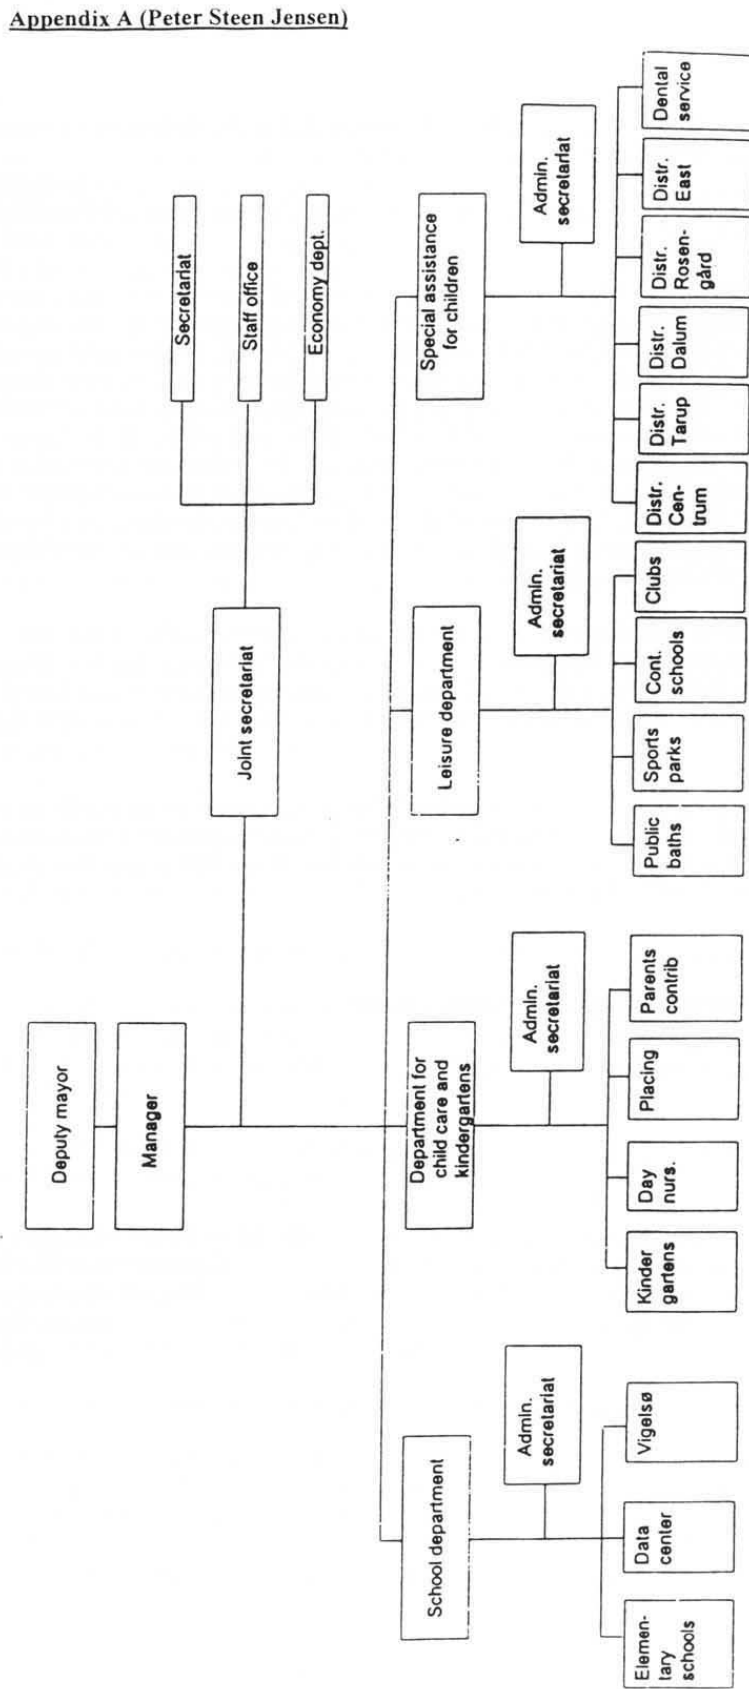 Appendix A (Peter Steen Jensen)
Deputy mayor
Manager
Joint secretariat
Secretariat
Staff office
Economy dept.
School department
Admin.
secretariat
Elemen-
tary
schools
Data
center
Vigelsø
Department for
child care and
kindergartens
Admin.
secretariat
Kinder
gartens
Day
nurs.
Placing
Parents
contrib
Leisure department
Admin.
secretariat
Public
baths
Sports
parks
Cont.
schools
Clubs
Special assistance
for children
Admin.
secretariat
Distr.
Cen-
trum
Distr.
Tarup
Distr.
Dalum
Distr.
Rosen-
gård
Distr.
East
Dental
service